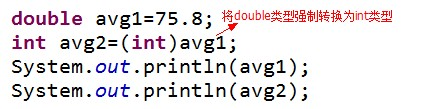 double avg1=75.8; 将double类型强制转换为int类型
int avg2=(int)avg1;
System.out.println(avg1);
System.out.println(avg2);